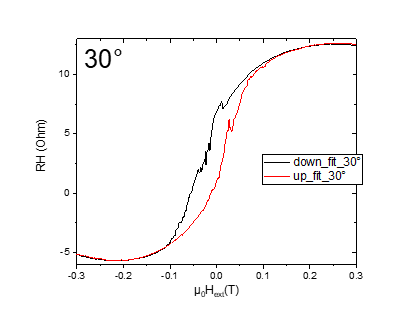 30°
10
5
0
-5
RH (Ohm)
down_fit_30°
up_fit_30°
-0.3 -0.2 -0.1 0.0 0.1 0.2 0.3
μ₀Hₑₓₜ(T)